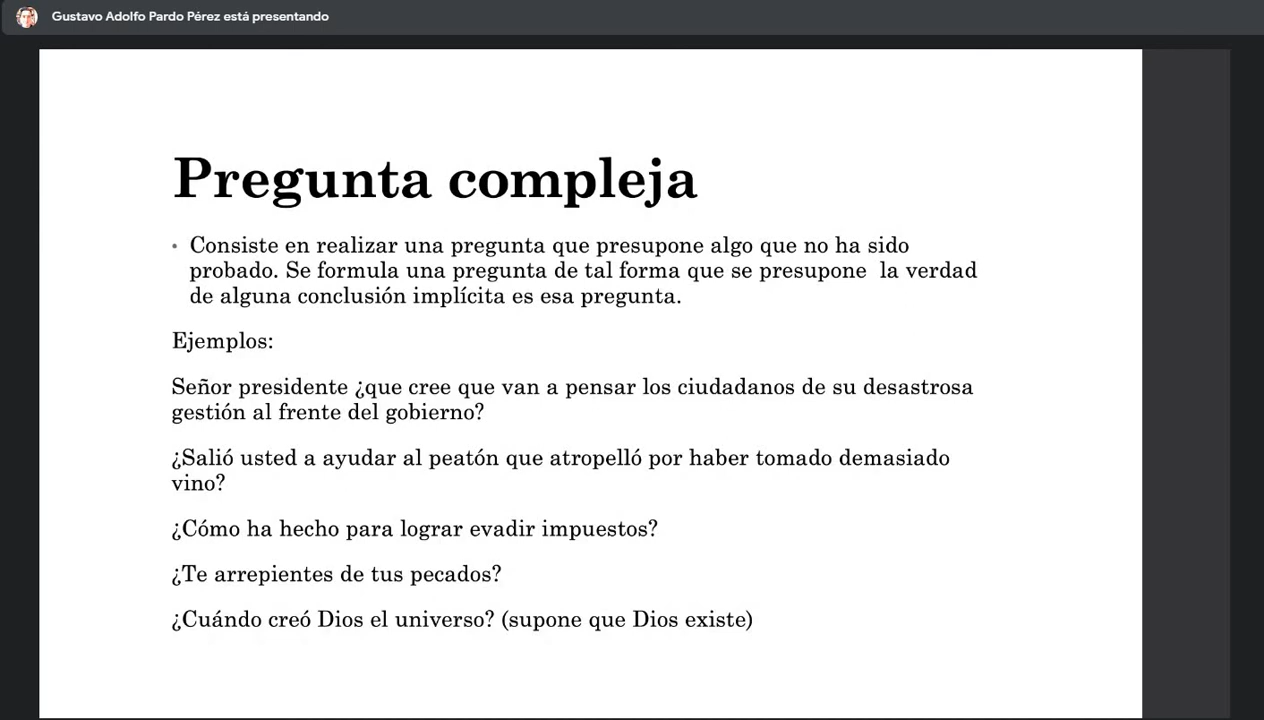 Gustavo Adolfo Pardo Pérez está presentando
Pregunta compleja
• Consiste en realizar una pregunta que presupone algo que no ha sido
probado. Se formula una pregunta de tal forma que se presupone la verdad
de alguna conclusión implícita es esa pregunta.
Ejemplos:
Señor presidente ¿que cree que van a pensar los ciudadanos de su desastrosa
gestión al frente del gobierno?
¿Salió usted a ayudar al peatón que atropelló por haber tomado demasiado
vino?
¿Cómo ha hecho para lograr evadir impuestos?
¿Te arrepientes de tus pecados?
¿Cuándo creó Dios el universo? (supone que Dios existe)